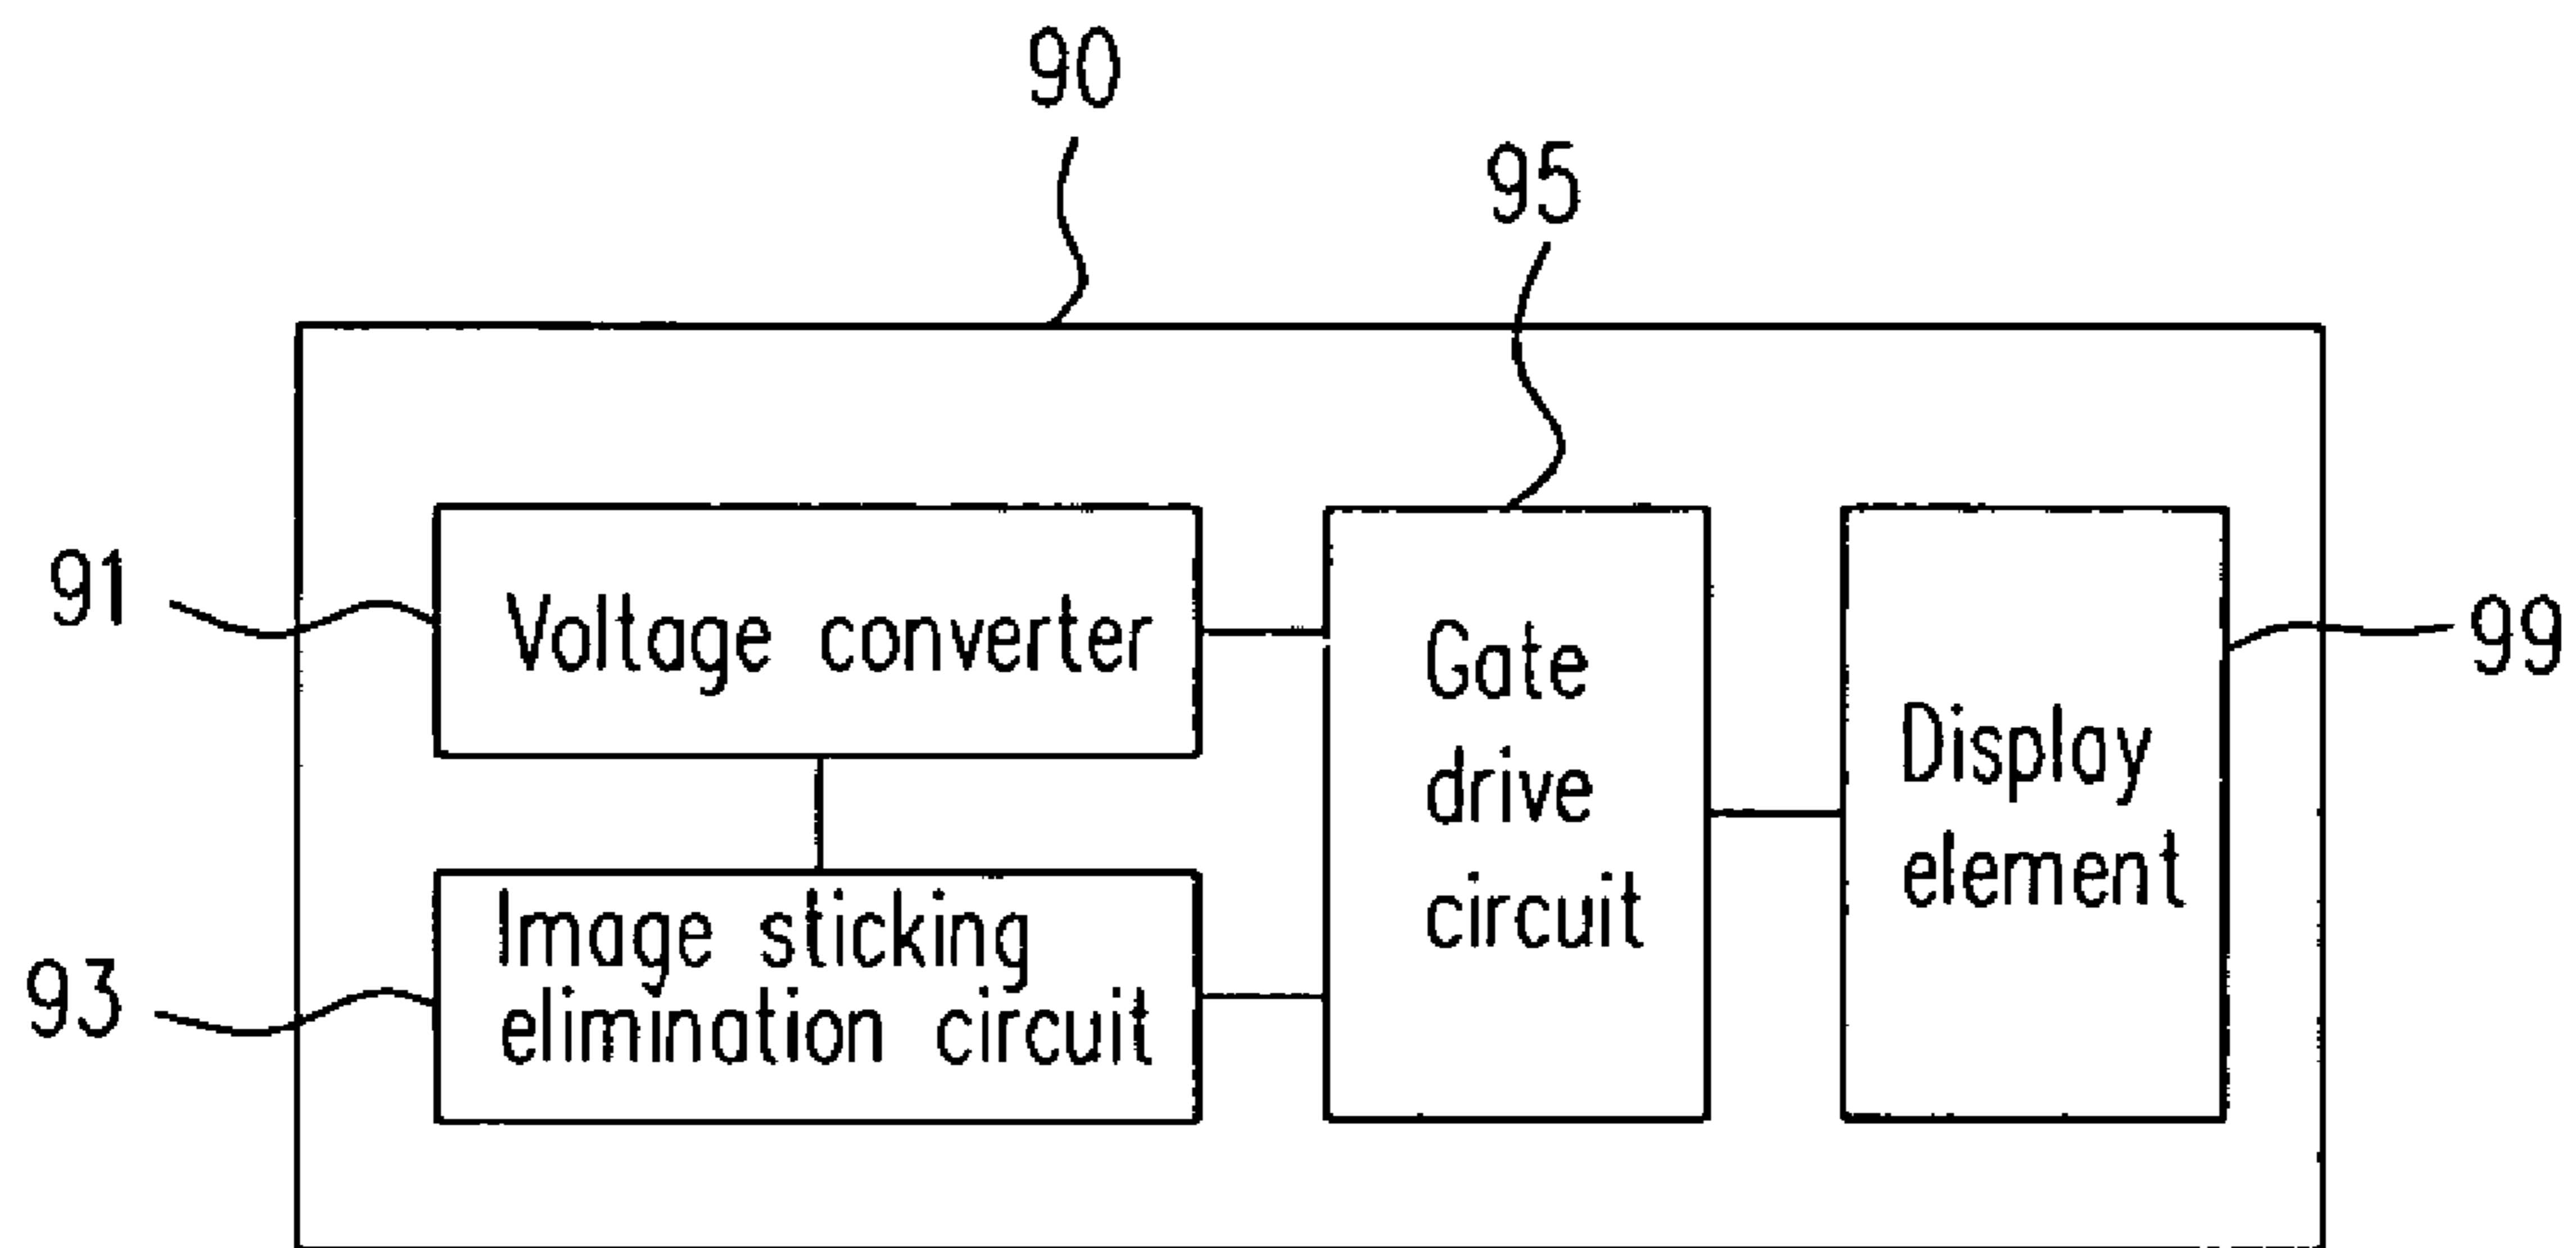 90
95
91
Voltage converter
Gate
drive
circuit
Display
element
99
93
Image sticking
elimination circuit